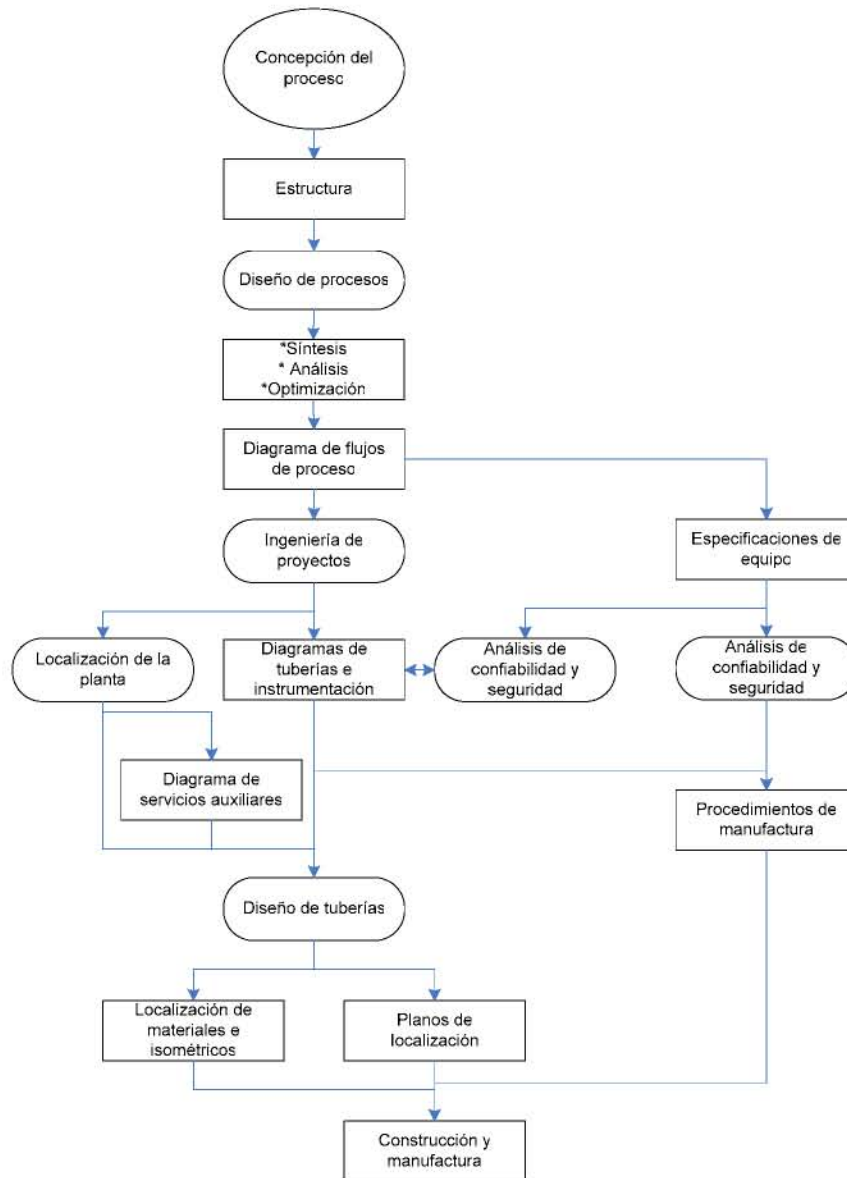 Concepción del
proceso
Estructura
Diseño de procesos
*Síntesis
* Análisis
*Optimización
Diagrama de flujos
de proceso
Ingeniería de
proyectos
Especificaciones de
equipo
Localización de la
planta
Diagramas de
tuberías e
instrumentación
Análisis de
confiabilidad y
seguridad
Análisis de
confiabilidad y
seguridad
Diagrama de
servicios auxiliares
Procedimientos de
manufactura
Diseño de tuberías
Localización de
materiales e
isométricos
Planos de
localización
Construcción y
manufactura